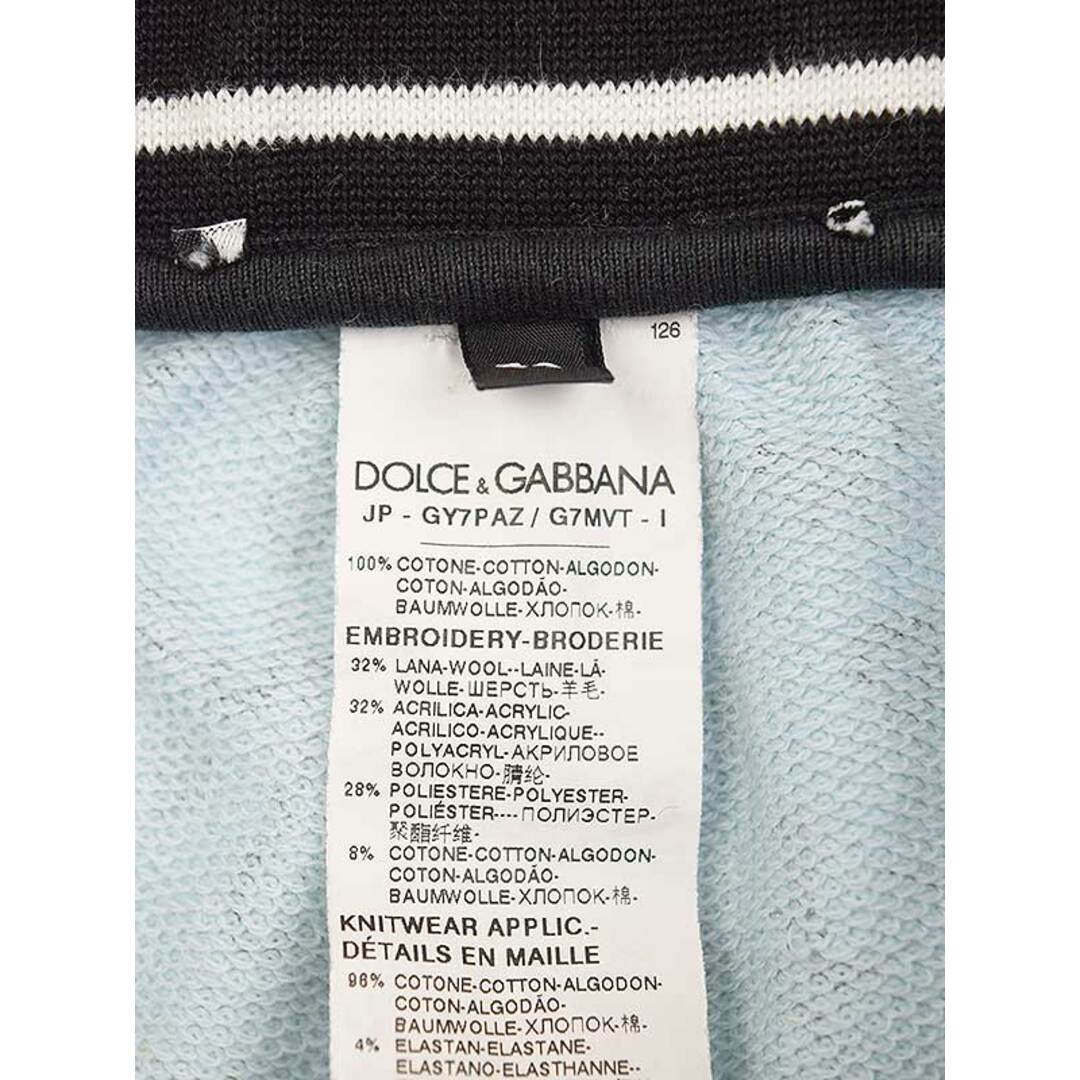 126
DOLCE & GABBANA
JP - GY7PAZ / G7MVT - I
100% COTONE-COTTON-ALGODON-
COTON-ALGODÃO-
BAUMWOLLE-ХЛОПОК-棉-
EMBROIDERY-BRODERIE
32% LANA-WOOL--LAINE-LÃ-
WOLLE-ШЕРСТЬ-羊毛-
32% ACRILICA-ACRYLIC-
ACRILICO-ACRYLIQUE--
POLYACRYL-АКРИЛОВОЕ
ВОЛОКНО-腈纶-
28% POLIESTERE-POLYESTER-
POLIÉSTER----ПОЛИЭСТЕР-
聚酯纤维-
8% COTONE-COTTON-ALGODON-
COTON-ALGODÃO-
BAUMWOLLE-ХЛОПОК-棉-
KNITWEAR APPLIC.-
DÉTAILS EN MAILLE
96% COTONE-COTTON-ALGODON-
COTON-ALGODÃO-
BAUMWOLLE-ХЛОПОК-棉-
4% ELASTAN-ELASTANE-
ELASTANO-ELASTHANNE--